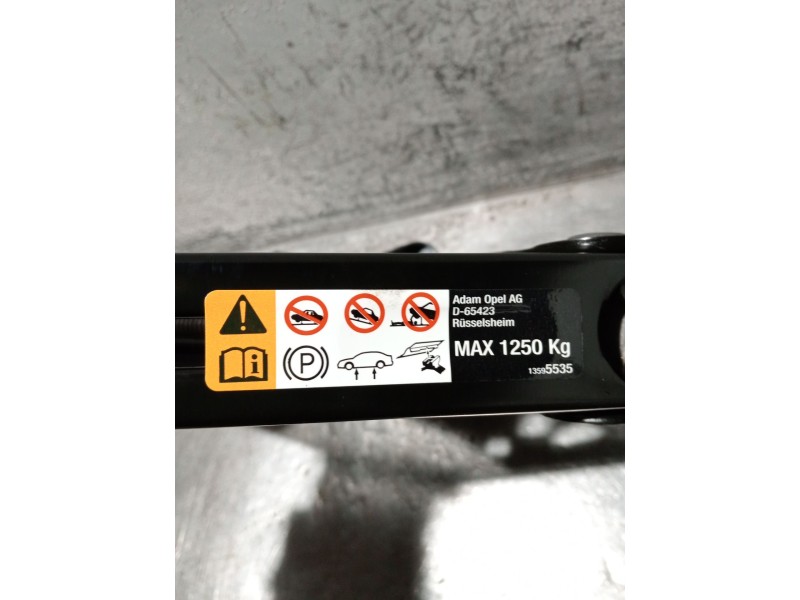 Adam Opel AG
D-65423
Rüsselsheim
MAX 1250 Kg
13595535
i
P